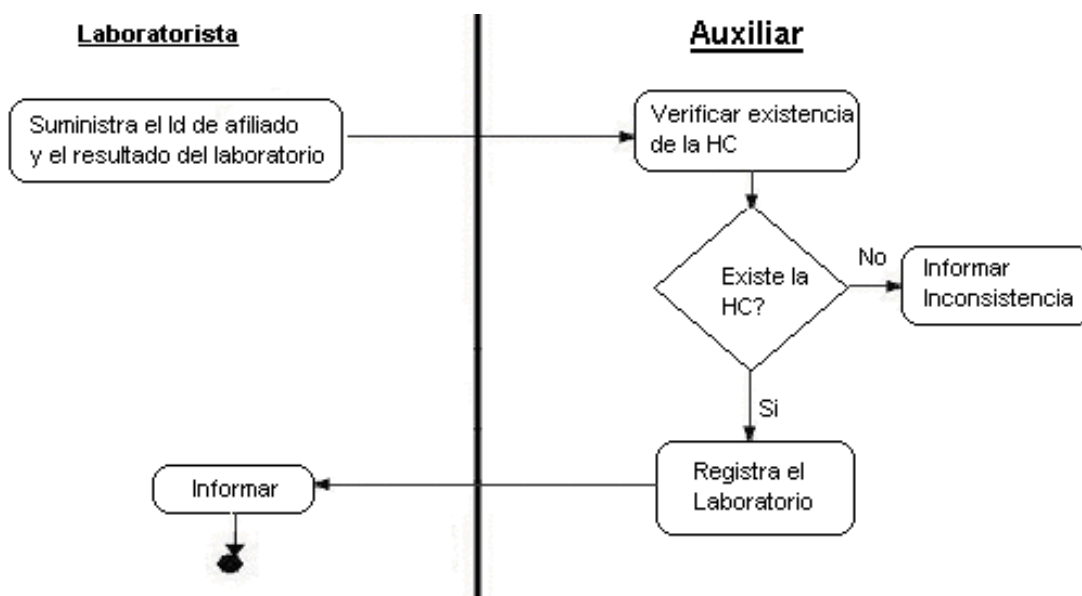 Laboratorista
Auxiliar
Suministra el Id de afiliado
y el resultado del laboratorio
Verificar existencia
de la HC
Existe la
HC?
No
Informar
Inconsistencia
Si
Registra el
Laboratorio
Informar